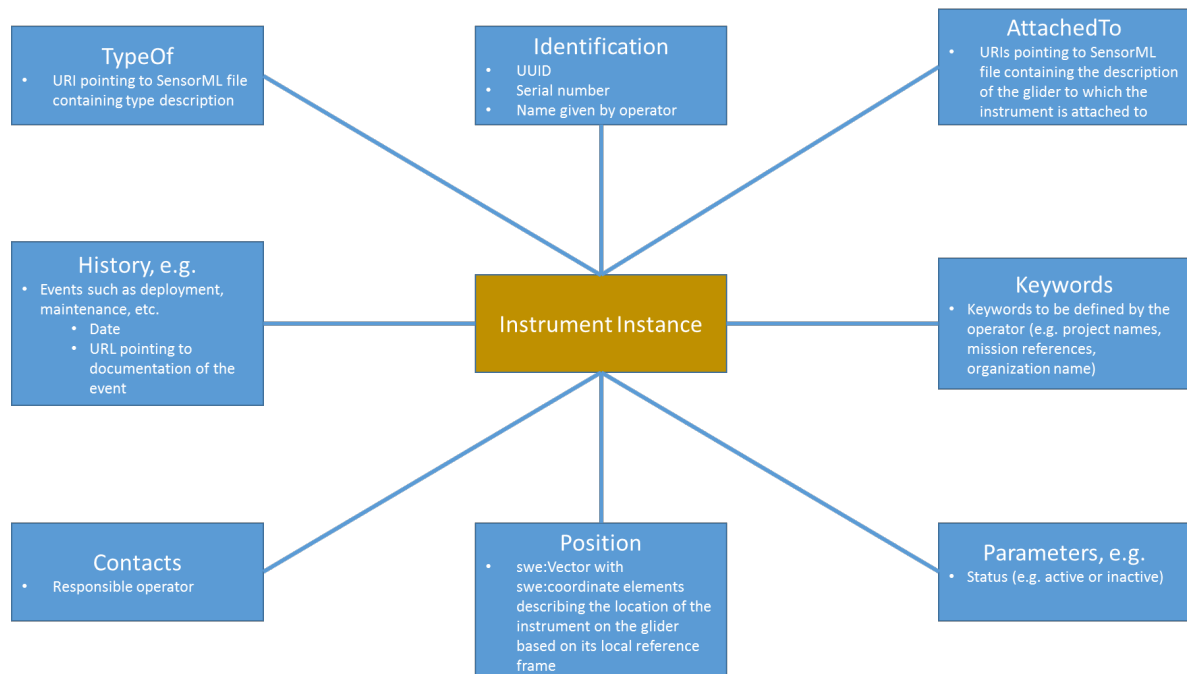 TypeOf
• URI pointing to SensorML file
containing type description
Identification
• UUID
• Serial number
• Name given by operator
AttachedTo
• URIs pointing to SensorML
file containing the description
of the glider to which the
instrument is attached to
History, e.g.
• Events such as deployment,
maintenance, etc.
• Date
• URL pointing to
documentation of the
event
Instrument Instance
Keywords
• Keywords to be defined by the
operator (e.g. project names,
mission references,
organization name)
Contacts
• Responsible operator
Position
• swe:Vector with
swe:coordinate elements
describing the location of the
instrument on the glider
based on its local reference
frame
Parameters, e.g.
• Status (e.g. active or inactive)